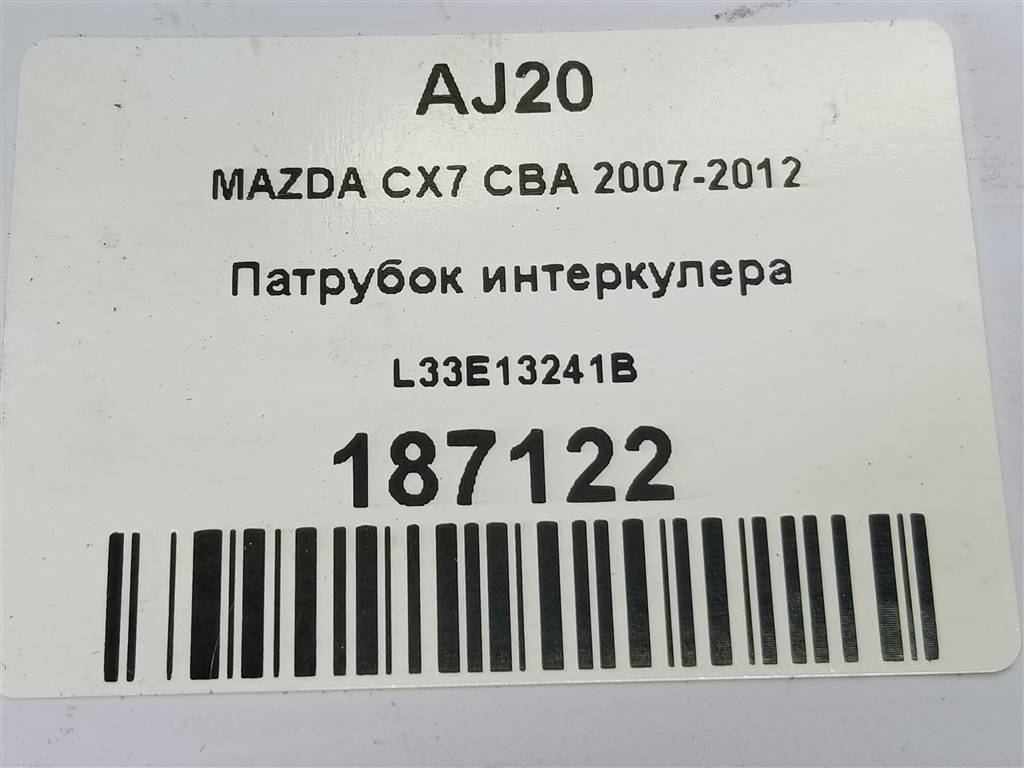 AJ20
MAZDA CX7 CBA 2007-2012
Патрубок интеркулера
L33E13241B
187122